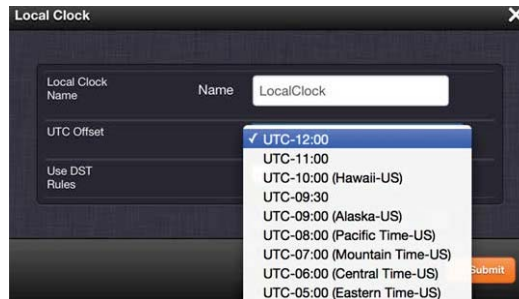 Local Clock X
Local Clock
Name
Name
LocalClock
UTC Offset
✓ UTC-12:00
UTC-11:00
UTC-10:00 (Hawaii-US)
UTC-09:30
Use DST
Rules
UTC-09:00 (Alaska-US)
UTC-08:00 (Pacific Time-US)
UTC-07:00 (Mountain Time-US)
UTC-06:00 (Central Time-US)
UTC-05:00 (Eastern Time-US)
Submit